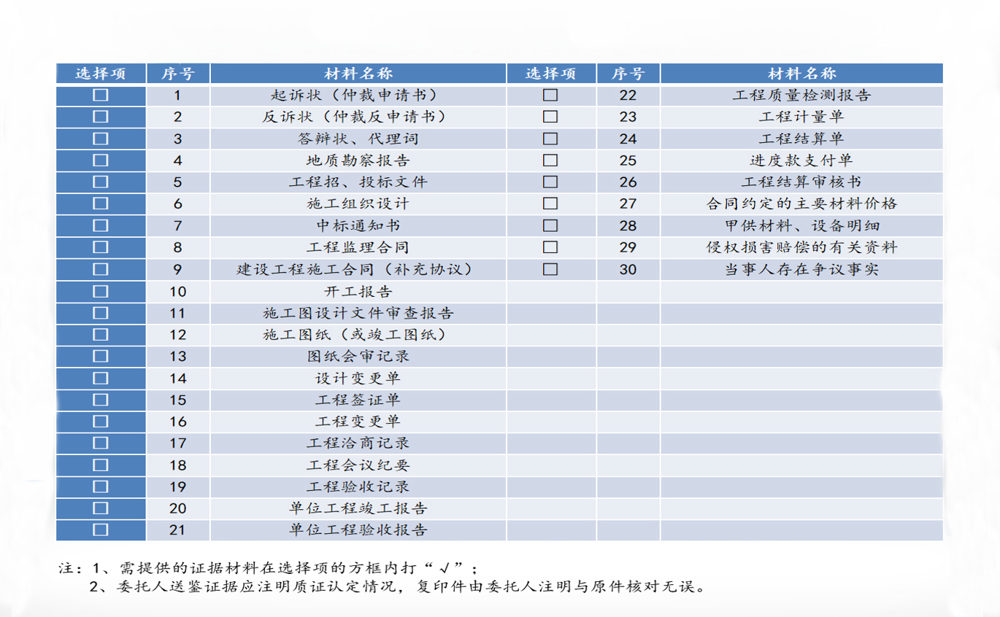 选择项 序号 材料名称 选择项 序号 材料名称
□ 1 起诉状（仲裁申请书） □ 22 工程质量检测报告
□ 2 反诉状（仲裁反申请书） □ 23 工程计量单
□ 3 答辩状、代理词 □ 24 工程结算单
□ 4 地质勘察报告 □ 25 进度款支付单
□ 5 工程招、投标文件 □ 26 工程结算审核书
□ 6 施工组织设计 □ 27 合同约定的主要材料价格
□ 7 中标通知书 □ 28 甲供材料、设备明细
□ 8 工程监理合同 □ 29 侵权损害赔偿的有关资料
□ 9 建设工程施工合同（补充协议） □ 30 当事人存在争议事实
□ 10 开工报告
□ 11 施工图设计文件审查报告
□ 12 施工图纸（或竣工图纸）
□ 13 图纸会审记录
□ 14 设计变更单
□ 15 工程签证单
□ 16 工程变更单
□ 17 工程洽商记录
□ 18 工程会议纪要
□ 19 工程验收记录
□ 20 单位工程竣工报告
□ 21 单位工程验收报告
注：1、需提供的证据材料在选择项的方框内打“√”；
2、委托人送鉴证据应注明质证认定情况，复印件由委托人注明与原件核对无误。